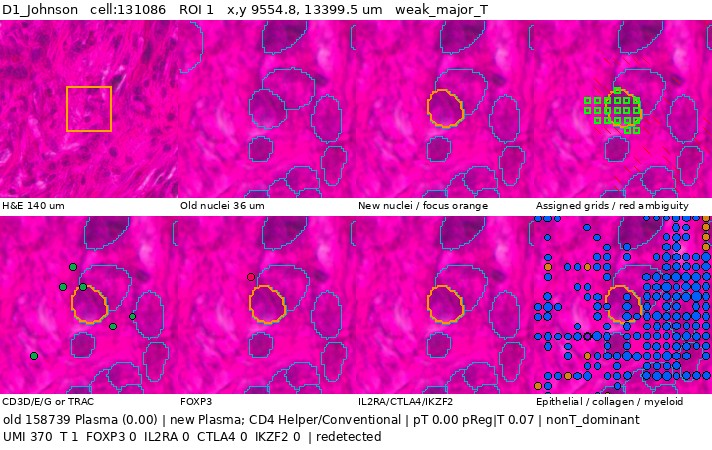 D1_Johnson cell:131086 ROI 1 x,y 9554.8, 13399.5 um weak_major_T
H&E 140 um
Old nuclei 36 um
New nuclei / focus orange
Assigned grids / red ambiguity
CD3D/E/G or TRAC
FOXP3
IL2RA/CTLA4/IKZF2
Epithelial / collagen / myeloid
old 158739 Plasma (0.00) | new Plasma; CD4 Helper/Conventional | pT 0.00 pReg|T 0.07 | nonT_dominant
UMI 370 T 1 FOXP3 0 IL2RA 0 CTLA4 0 IKZF2 0 | redetected